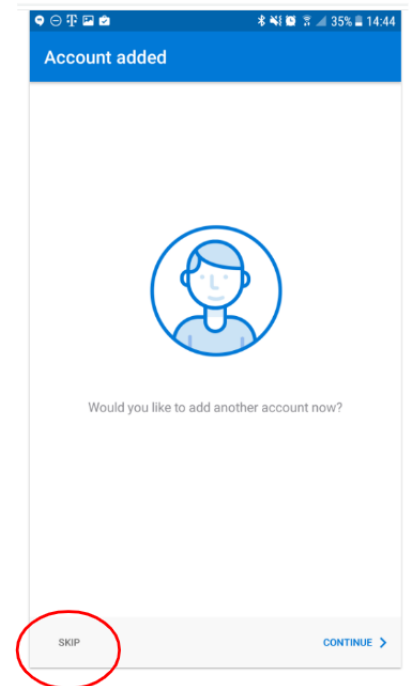 35% 14:44
Account added
Would you like to add another account now?
SKIP
CONTINUE